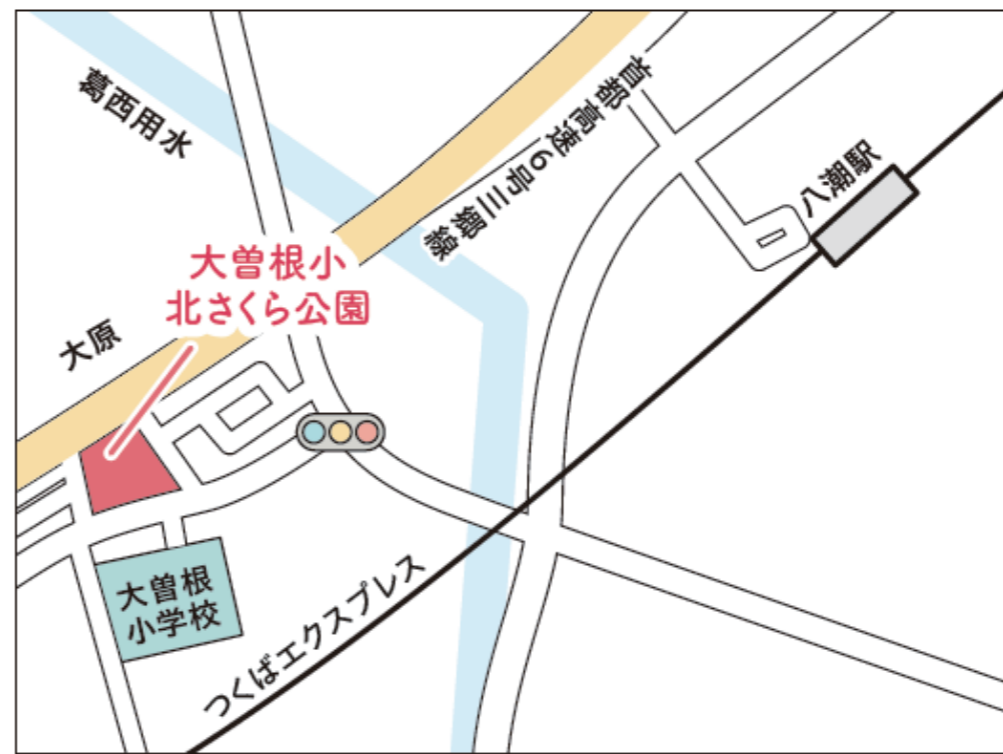 葛西用水
首都高速6号三郷線
八潮駅
大曽根小
北さくら公園
大原
大曽根
小学校
つくばエクスプレス